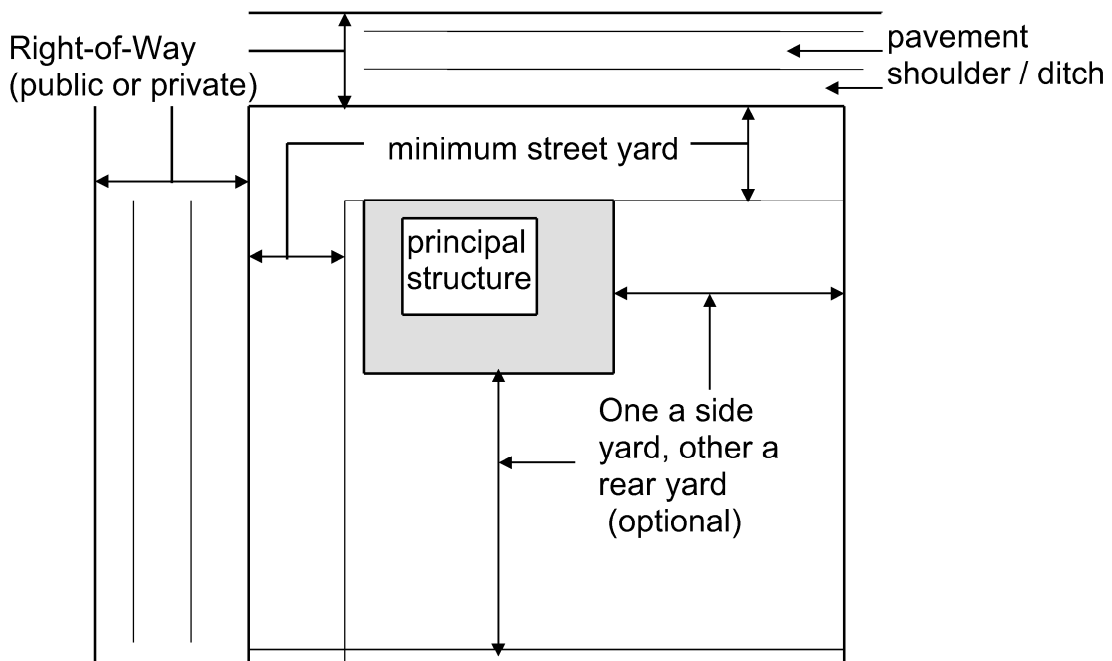 Right-of-Way
(public or private)
pavement
shoulder / ditch
minimum street yard
principal
structure
One a side
yard, other a
rear yard
(optional)